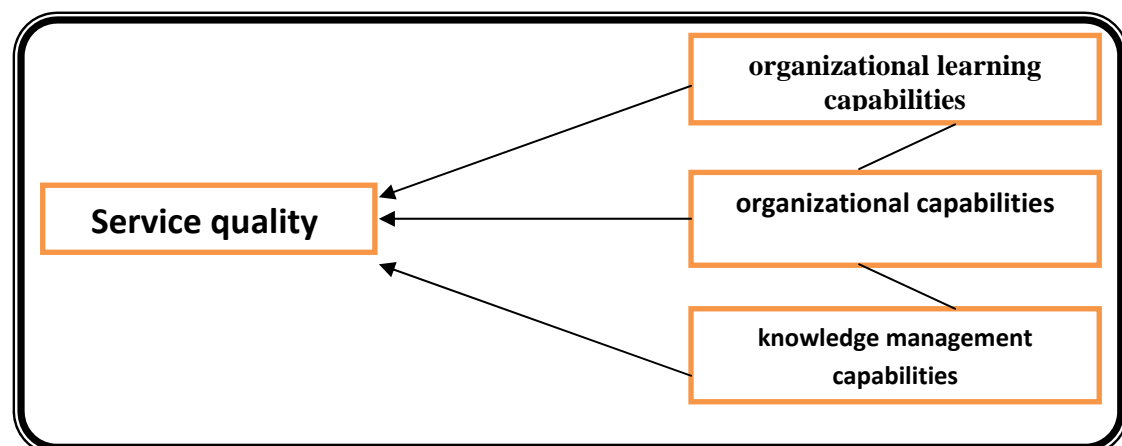 organizational learning
capabilities
Service quality
organizational capabilities
knowledge management
capabilities